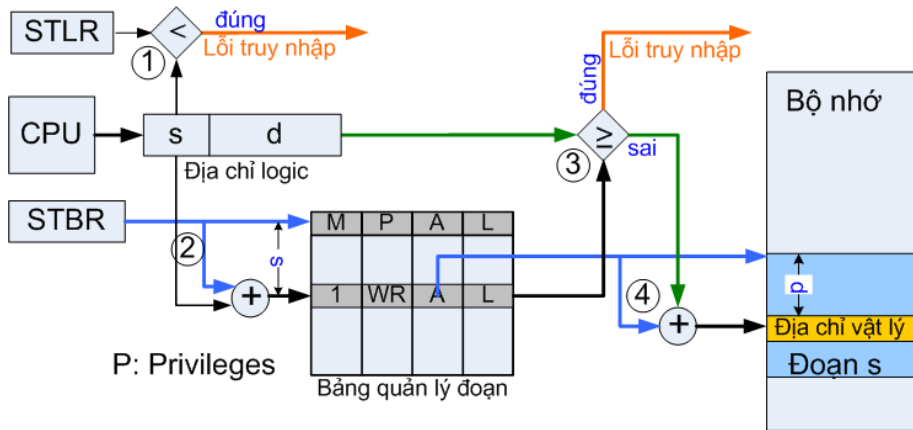 STLR
<
đúng
Lỗi truy nhập
1
CPU
s
d
Địa chỉ logic
đúng
Lỗi truy nhập
≥
3
sai
Bộ nhớ
STBR
2
s
+
M P A L
1 WR A L
4
+
d
Địa chỉ vật lý
Đoạn s
P: Privileges
Bảng quản lý đoạn